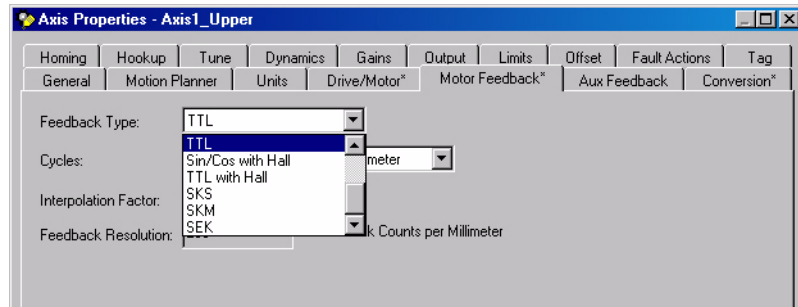 Axis Properties - Axis1_Upper
Homing Hookup Tune Dynamics Gains Output Limits Offset Fault Actions Tag
General Motion Planner Units Drive/Motor* Motor Feedback* Aux Feedback Conversion*
Feedback Type: TTL
TTL
Cycles: Sin/Cos with Hall meter
TTL with Hall
Interpolation Factor: SKS
SKM
Feedback Resolution: SEK k Counts per Millimeter